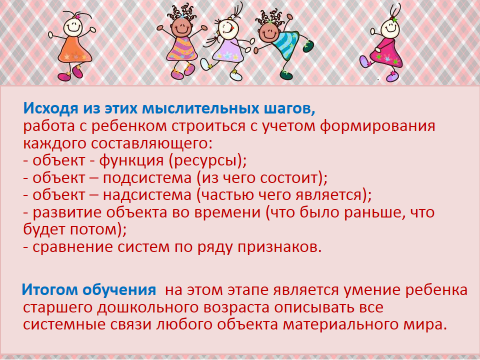 Исходя из этих мыслительных шагов,
работа с ребенком строиться с учетом формирования
каждого составляющего:
- объект - функция (ресурсы);
- объект – подсистема (из чего состоит);
- объект – надсистема (частью чего является);
- развитие объекта во времени (что было раньше, что
будет потом);
- сравнение систем по ряду признаков.
Итогом обучения на этом этапе является умение ребенка
старшего дошкольного возраста описывать все
системные связи любого объекта материального мира.